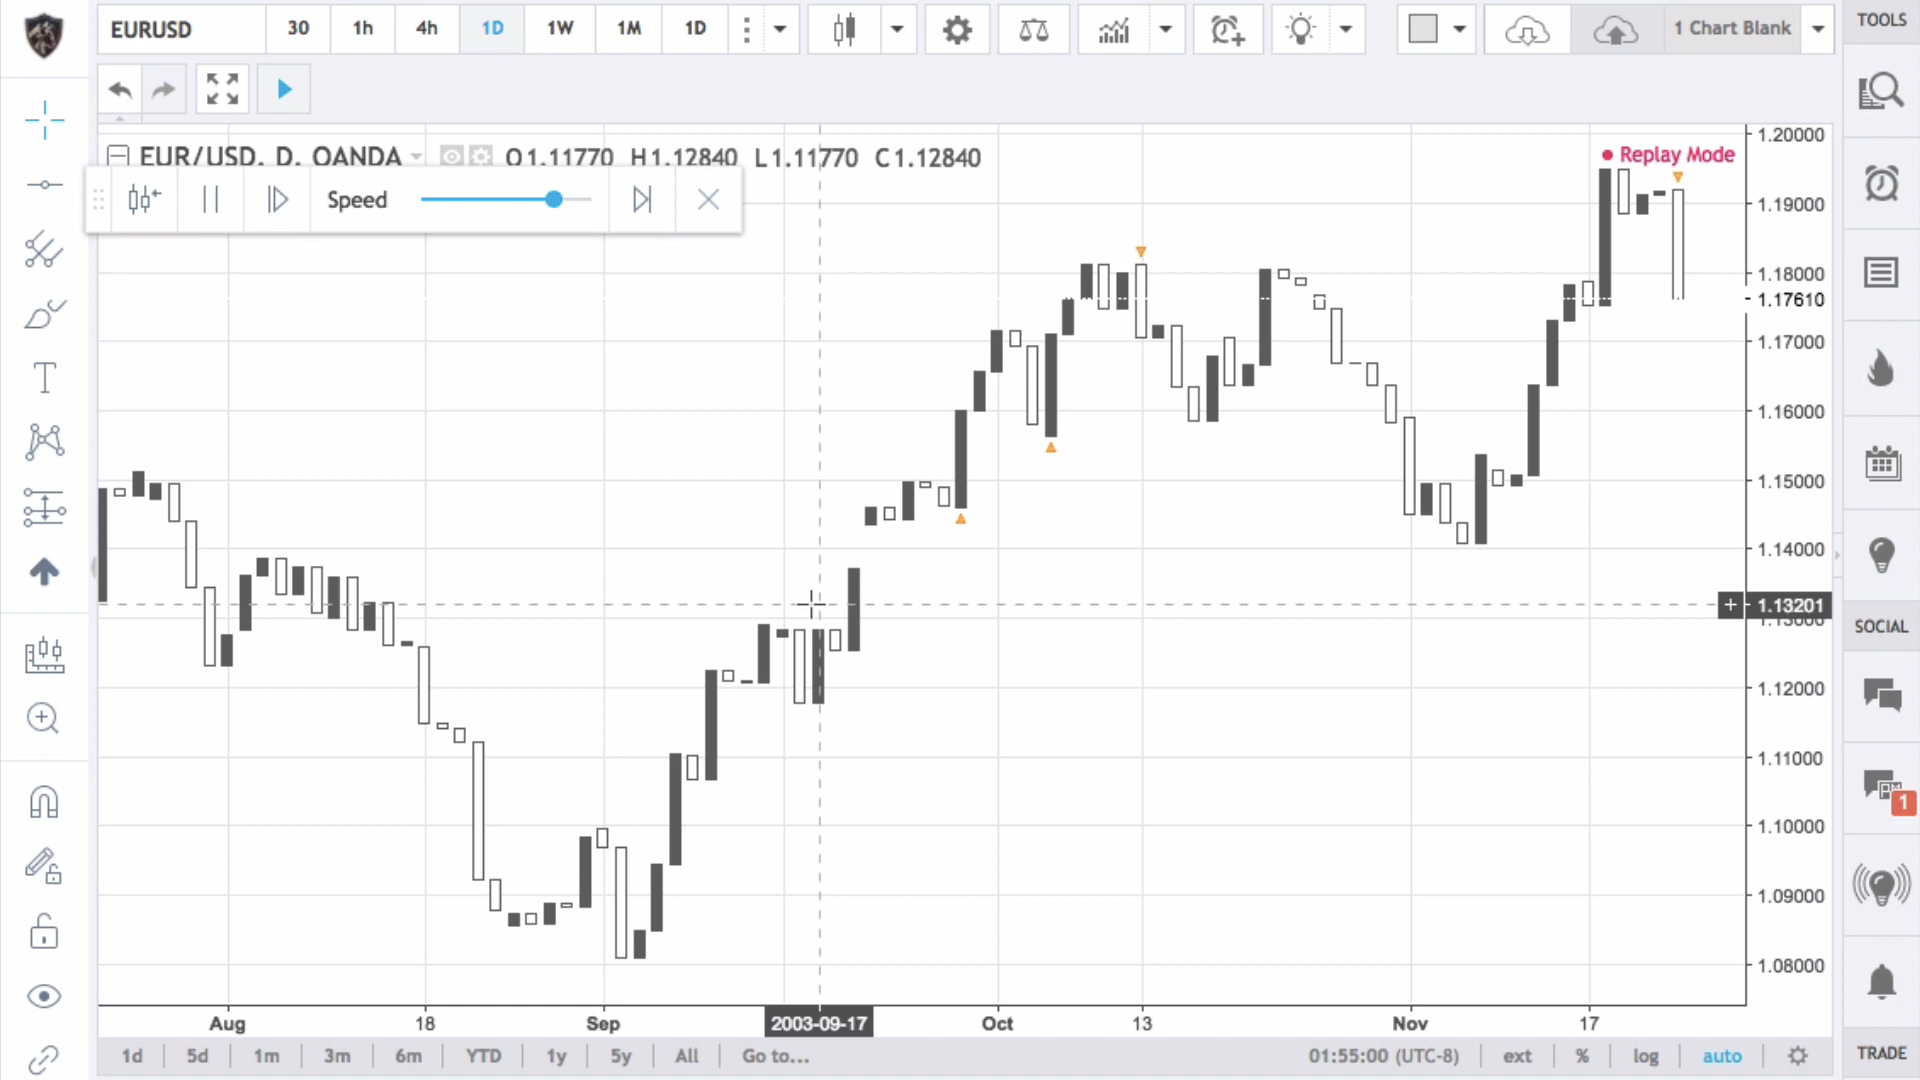 EURUSD 30 1h 4h 1D 1W 1M 1D 1 Chart Blank TOOLS
EUR/USD, D, OANDA O1.11770 H1.12840 L1.11770 C1.12840
Replay Mode
Speed
1.20000
1.19000
1.18000
1.17610
1.17000
1.16000
1.15000
1.14000
1.13201
1.13000
1.12000
1.11000
1.10000
1.09000
1.08000
SOCIAL
1
Aug 18 Sep 2003-09-17 Oct 13 Nov 17
1d 5d 1m 3m 6m YTD 1y 5y All Go to... 01:55:00 (UTC-8) ext % log auto
TRADE